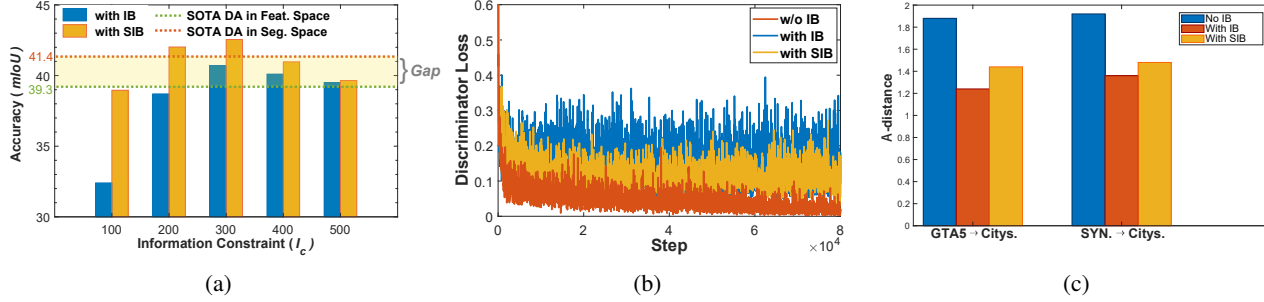 45
40
35
30
41.4
39.3
Accuracy (mIoU)
with IB
with SIB
SOTA DA in Feat. Space
SOTA DA in Seg. Space
Gap
100 200 300 400 500
Information Constraint (I_c)
(a)
0.6
0.5
0.4
0.3
0.2
0.1
0
Discriminator Loss
w/o IB
with IB
with SIB
0 2 4 6 8
×10⁴
Step
(b)
2
1.8
1.6
1.4
1.2
1
0.8
0.6
0.4
0.2
0
A-distance
No IB
With IB
With SIB
GTA5→Citys. SYN.→Citys.
(c)